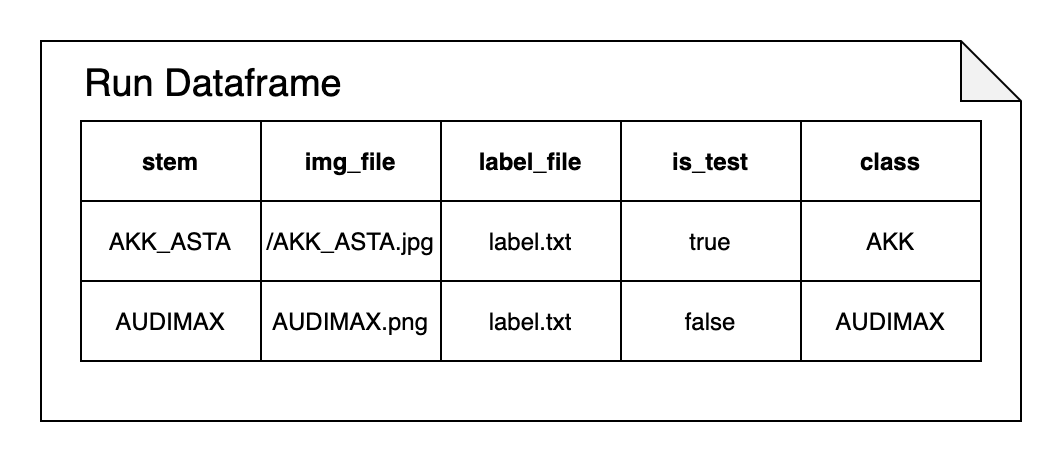 Run Dataframe
stem img_file label_file is_test class
AKK_ASTA /AKK_ASTA.jpg label.txt true AKK
AUDIMAX AUDIMAX.png label.txt false AUDIMAX